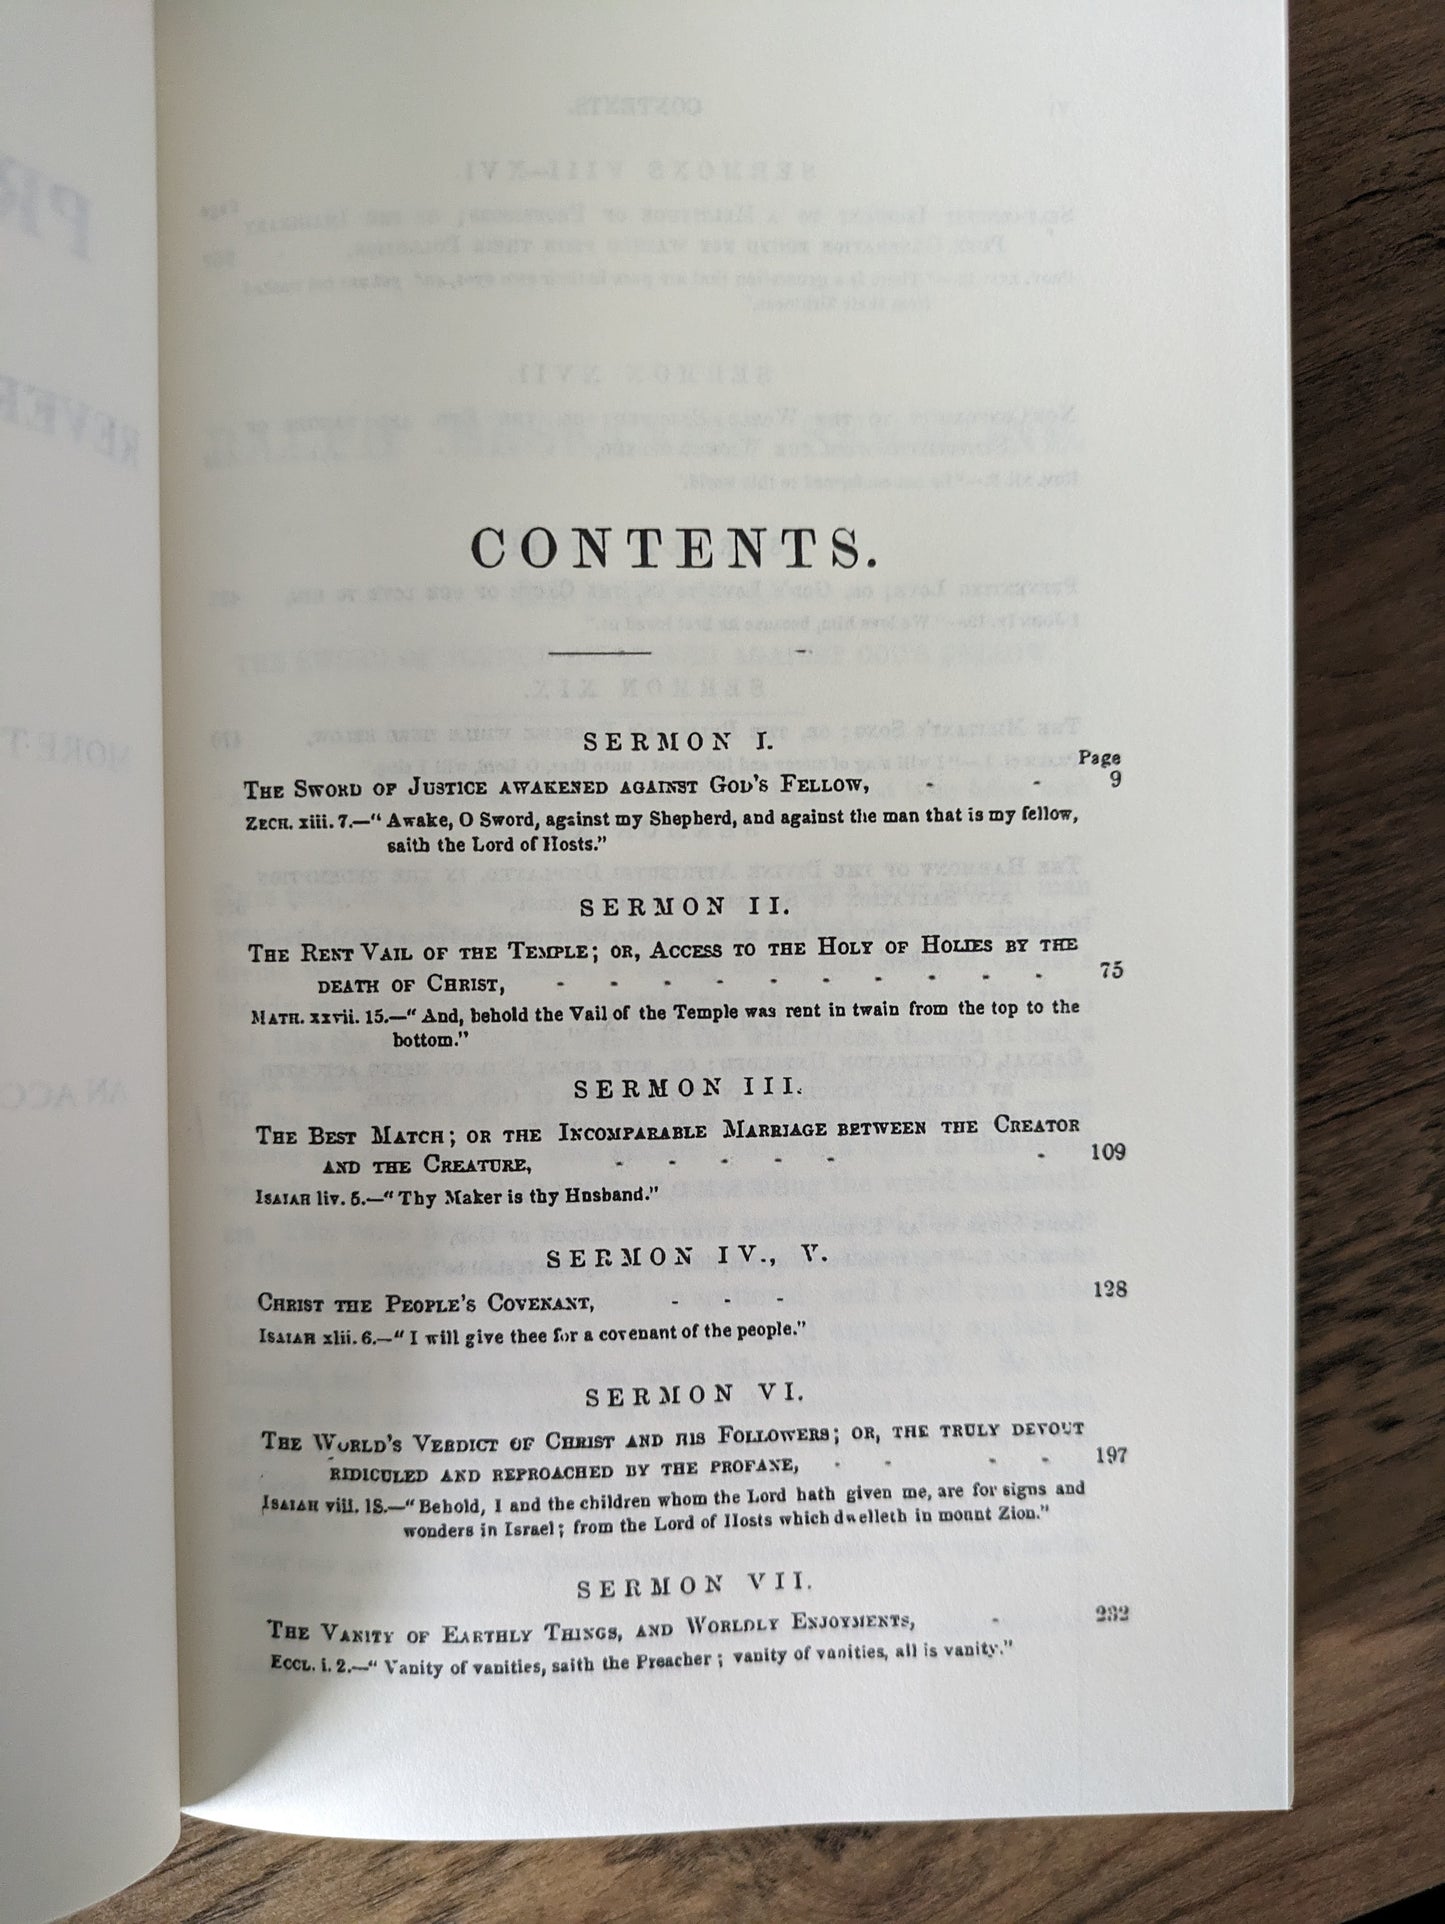 CONTENTS.
SERMON I.
Page
THE SWORD OF JUSTICE AWAKENED AGAINST GOD'S FELLOW, - - 9
ZECH. xiii. 7.—“Awake, O Sword, against my Shepherd, and against the man that is my fellow,
saith the Lord of Hosts.”
SERMON II.
THE RENT VAIL OF THE TEMPLE; OR, ACCESS TO THE HOLY OF HOLIES BY THE
DEATH OF CHRIST, - - - - - - - - - - 75
MATH. xxvii. 15.—“And, behold the Vail of the Temple was rent in twain from the top to the
bottom.”
SERMON III.
THE BEST MATCH; OR THE INCOMPARABLE MARRIAGE BETWEEN THE CREATOR
AND THE CREATURE, - - - - - - 109
ISAIAH liv. 5.—“Thy Maker is thy Husband.”
SERMON IV., V.
CHRIST THE PEOPLE'S COVENANT, - - - 128
ISAIAH xlii. 6.—“I will give thee for a covenant of the people.”
SERMON VI.
THE WORLD'S VERDICT OF CHRIST AND HIS FOLLOWERS; OR, THE TRULY DEVOUT
RIDICULED AND REPROACHED BY THE PROFANE, - - - - 197
ISAIAH viii. 18.—“Behold, I and the children whom the Lord hath given me, are for signs and
wonders in Israel; from the Lord of Hosts which dwelleth in mount Zion.”
SERMON VII.
THE VANITY OF EARTHLY THINGS, AND WORLDLY ENJOYMENTS, - 232
ECCL. i. 2.—“Vanity of vanities, saith the Preacher; vanity of vanities, all is vanity.”